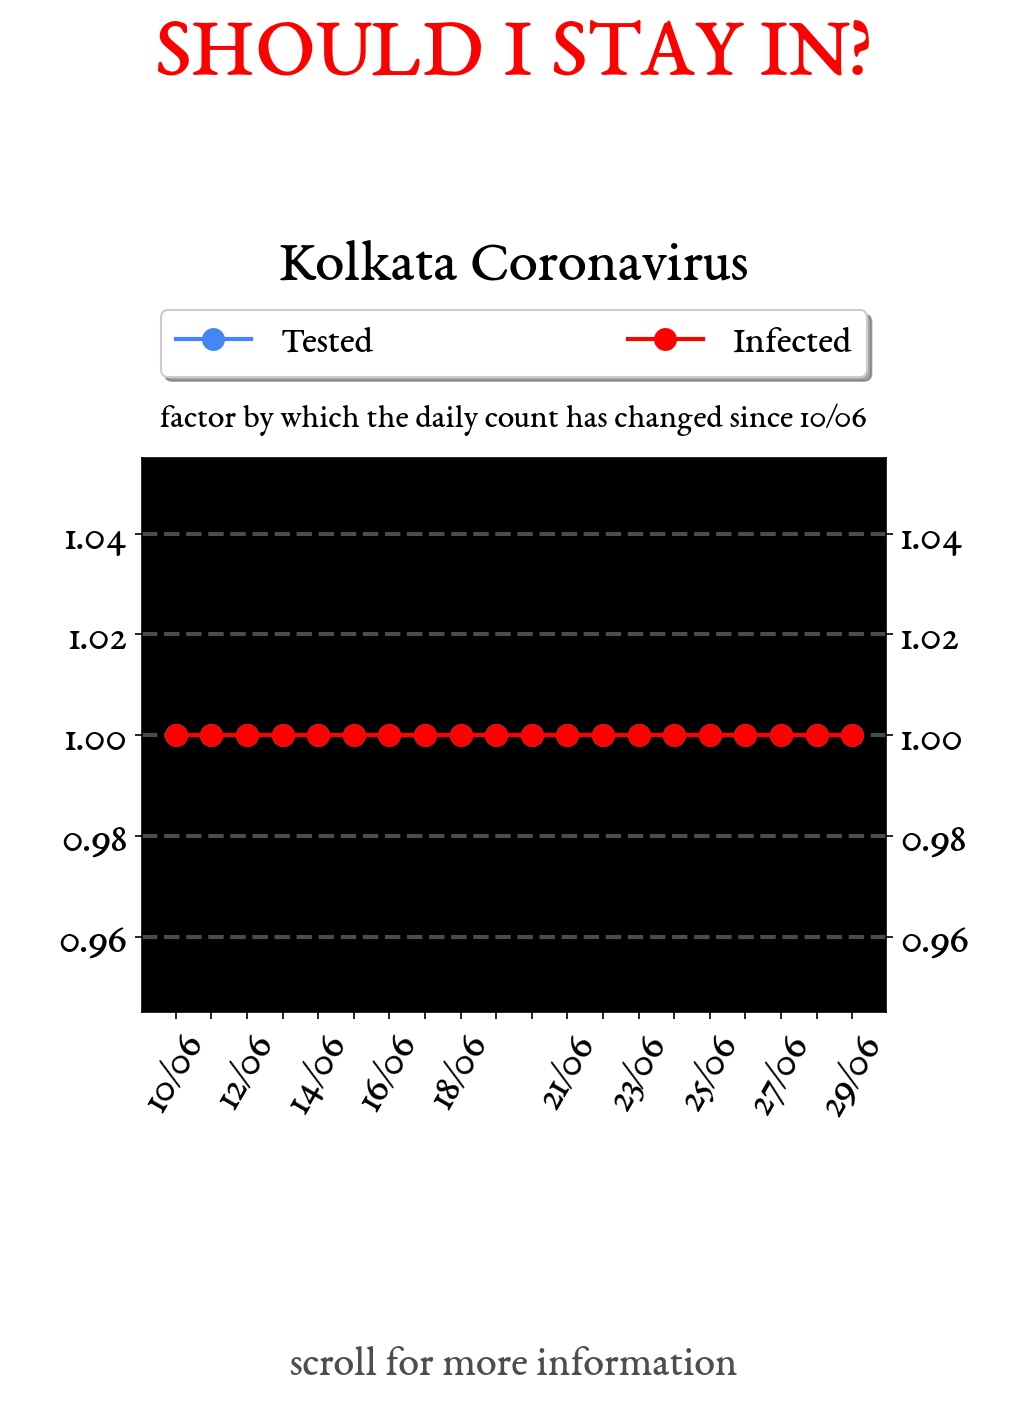 SHOULD I STAY IN?
Kolkata Coronavirus
Tested Infected
factor by which the daily count has changed since 10/06
1.04 1.04
1.02 1.02
1.00 1.00
0.98 0.98
0.96 0.96
10/06 12/06 14/06 16/06 18/06 21/06 23/06 25/06 27/06 29/06
scroll for more information